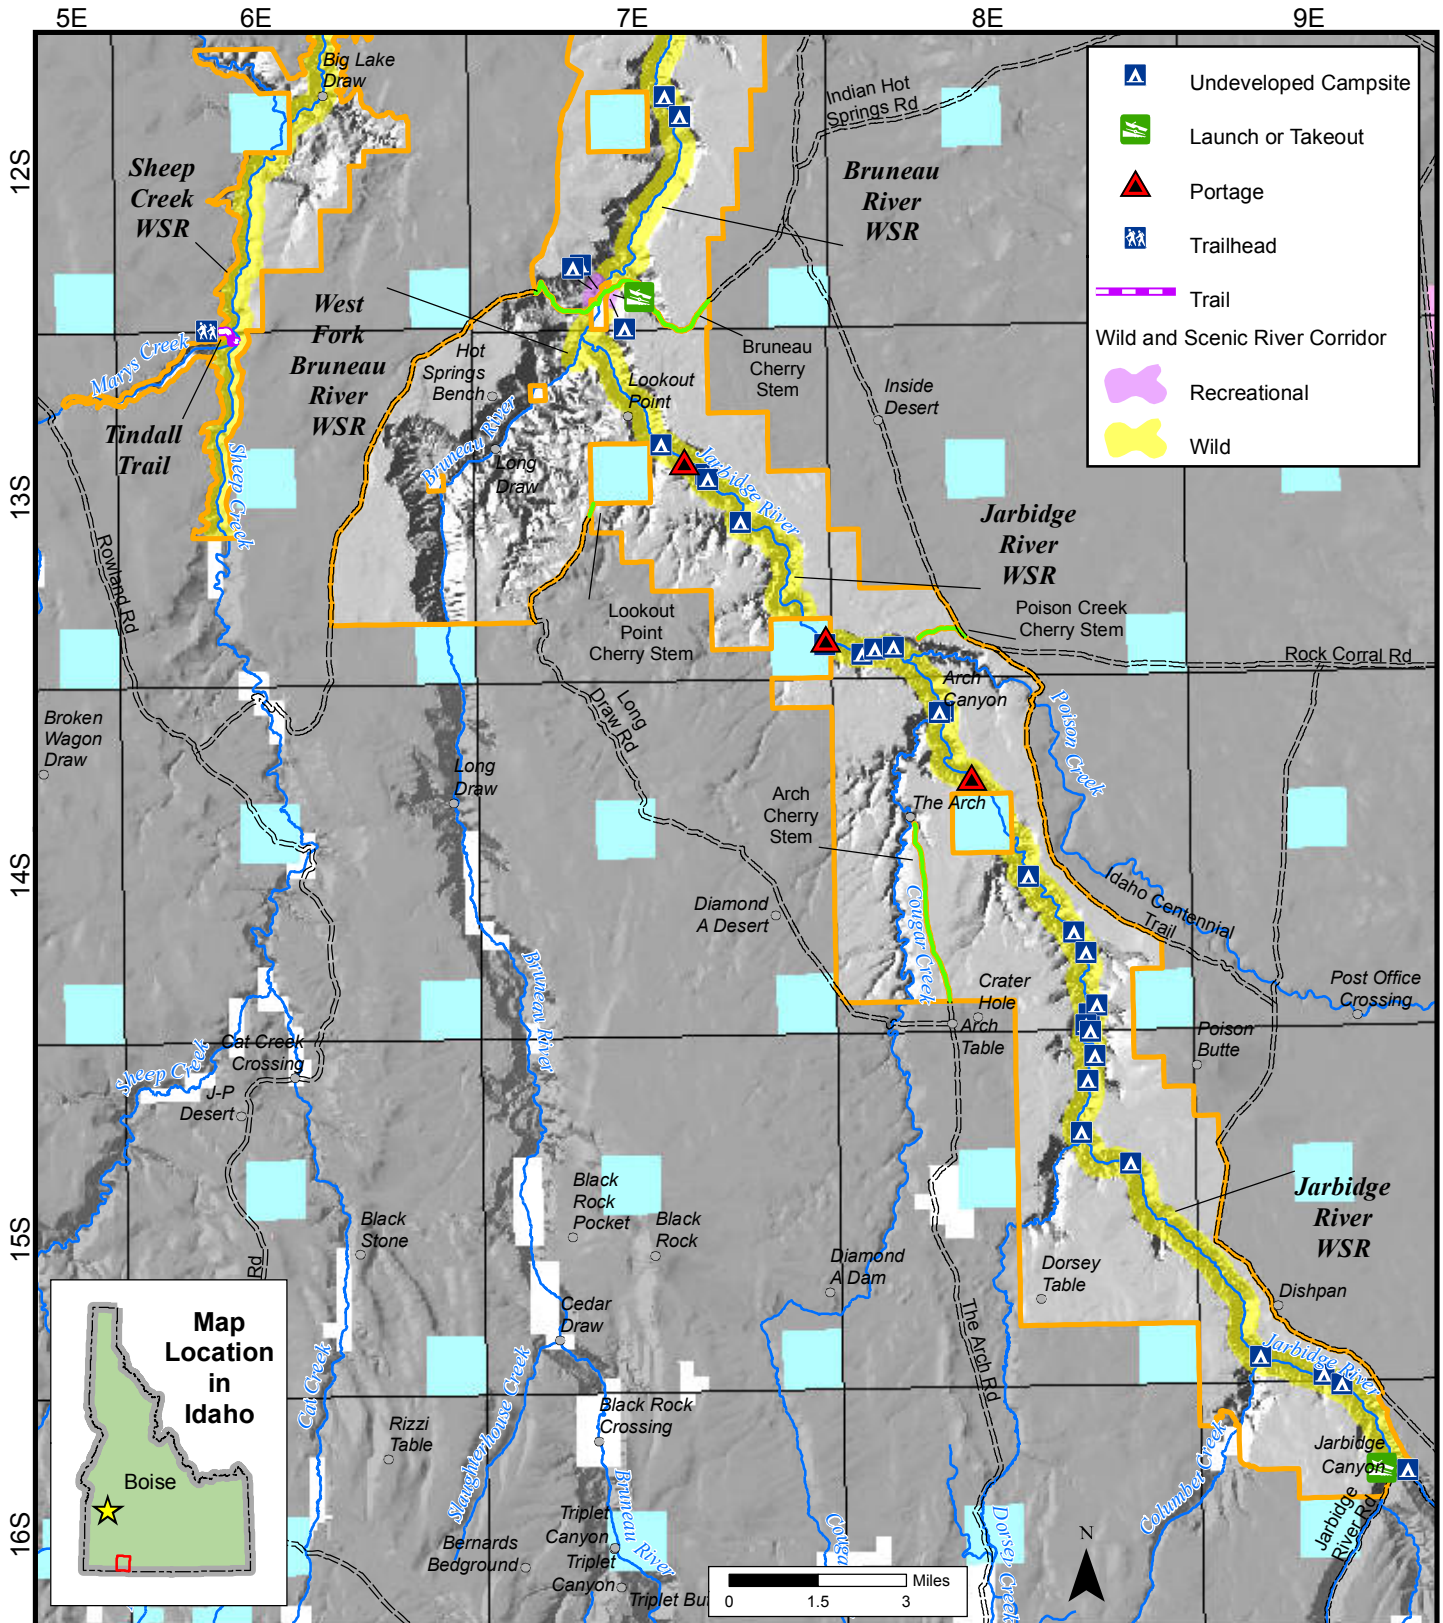 5E
6E
7E
8E
9E
12S
13S
14S
15S
16S
Undeveloped Campsite
Launch or Takeout
Portage
Trailhead
Trail
Wild and Scenic River Corridor
Recreational
Wild
Big Lake
Draw
Indian Hot
Springs Rd
Sheep
Creek
WSR
Bruneau
River
WSR
West
Fork
Bruneau
River
WSR
Marys Creek
Tindall
Trail
Sheep Creek
Hot
Springs
Bench
Bruneau River
Long
Draw
Lookout
Point
Bruneau
Cherry
Stem
Inside
Desert
Jarbidge River
Jarbidge
River
WSR
Rowland Rd
Lookout
Point
Cherry Stem
Poison Creek
Cherry Stem
Rock Corral Rd
Arch
Canyon
Poison Creek
Long
Draw Rd
Broken
Wagon
Draw
Long
Draw
Arch
Cherry
Stem
The Arch
Cougar Creek
Diamond
A Desert
Idaho Centennial
Trail
Crater
Hole
Post Office
Crossing
Arch
Table
Poison
Butte
Bruneau River
Cat Creek
Crossing
Sheep Creek
J-P
Desert
Black
Rock
Pocket
Black
Rock
Black
Stone
Jarbidge
River
WSR
Diamond
A Dam
Dorsey
Table
Dishpan
Rd
Cedar
Draw
The Arch Rd
Jarbidge River
Cat Creek
Slaughterhouse Creek
Black Rock
Crossing
Rizzi
Table
Columber Creek
Jarbidge
Canyon
Jarbidge
River Rd
Bruneau River
Triplet
Canyon
Triplet
Canyon
Bernards
Bedground
Triplet But
Couga
Dorsey Creek
Map
Location
in
Idaho
Boise
N
Miles
0
1.5
3